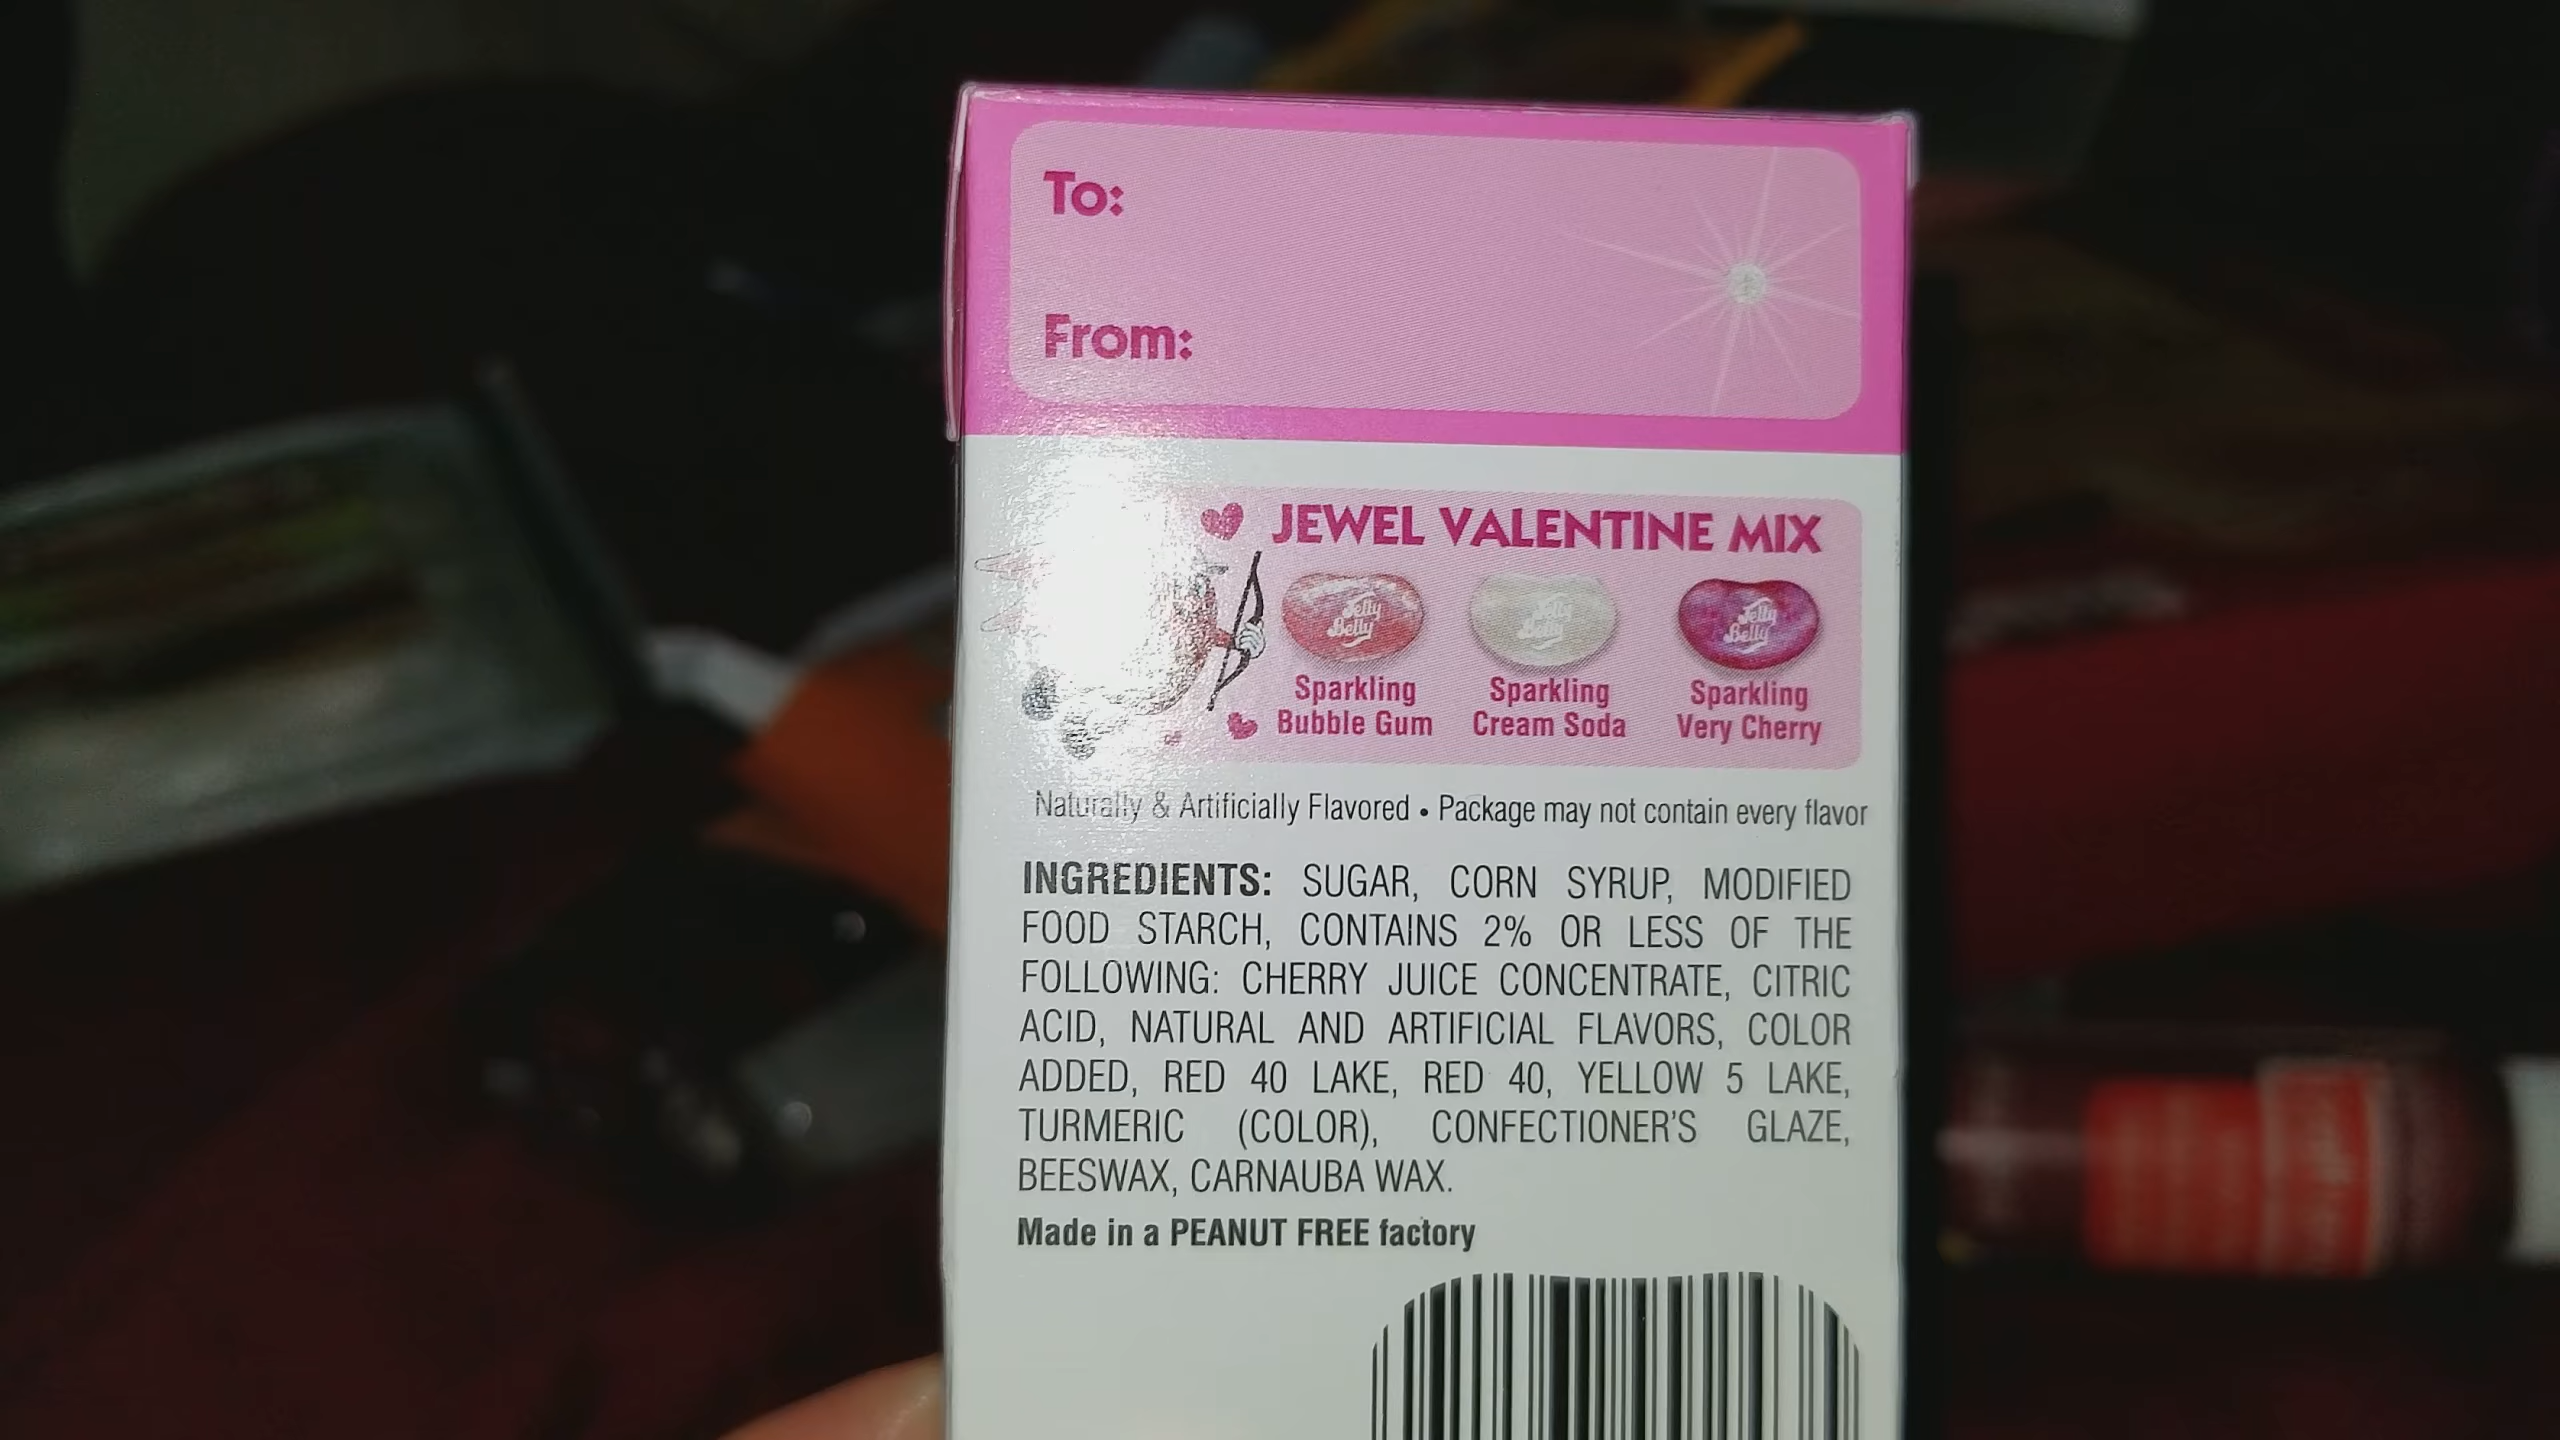 To:
From:
JEWEL VALENTINE MIX
Jelly Belly
Jelly Belly
Jelly Belly
Sparkling Bubble Gum
Sparkling Cream Soda
Sparkling Very Cherry
Naturally & Artificially Flavored • Package may not contain every flavor
INGREDIENTS: SUGAR, CORN SYRUP, MODIFIED
FOOD STARCH, CONTAINS 2% OR LESS OF THE
FOLLOWING: CHERRY JUICE CONCENTRATE, CITRIC
ACID, NATURAL AND ARTIFICIAL FLAVORS, COLOR
ADDED, RED 40 LAKE, RED 40, YELLOW 5 LAKE,
TURMERIC (COLOR), CONFECTIONER'S GLAZE,
BEESWAX, CARNAUBA WAX.
Made in a PEANUT FREE factory